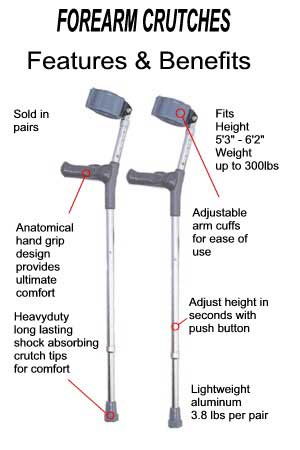 FOREARM CRUTCHES
Features & Benefits
Sold in
pairs
Fits
Height
5'3" - 6'2"
Weight
up to 300lbs
Anatomical
hand grip
design
provides
ultimate
comfort
Adjustable
arm cuffs
for ease of
use
Heavyduty
long lasting
shock absorbing
crutch tips
for comfort
Adjust height in
seconds with
push button
Lightweight
aluminum
3.8 lbs per pair